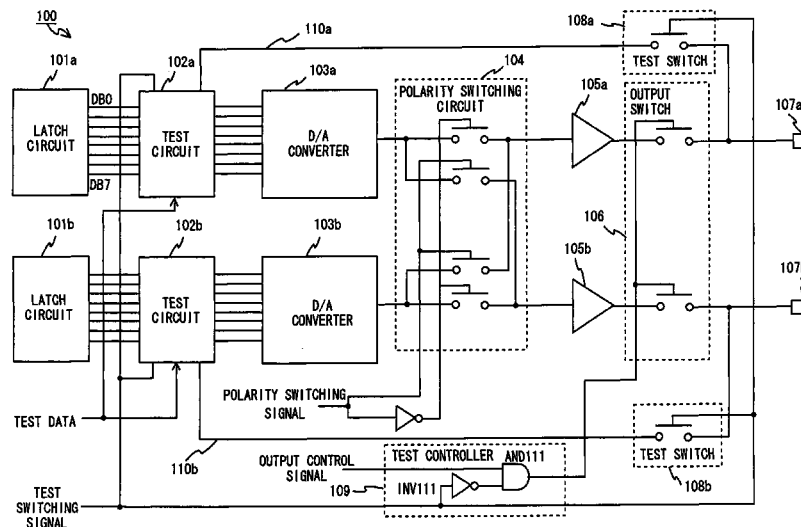 100
101a
102a
103a
110a
104
108a
TEST SWITCH
107a
105a
LATCH
CIRCUIT
DB0
DB7
TEST
CIRCUIT
D/A
CONVERTER
POLARITY SWITCHING
CIRCUIT
OUTPUT
SWITCH
101b
102b
103b
105b
106
LATCH
CIRCUIT
TEST
CIRCUIT
D/A
CONVERTER
POLARITY SWITCHING
SIGNAL
TEST DATA
110b
OUTPUT CONTROL
SIGNAL
TEST CONTROLLER
AND111
INV111
109
TEST SWITCH
108b
TEST
SWITCHING
SIGNAL